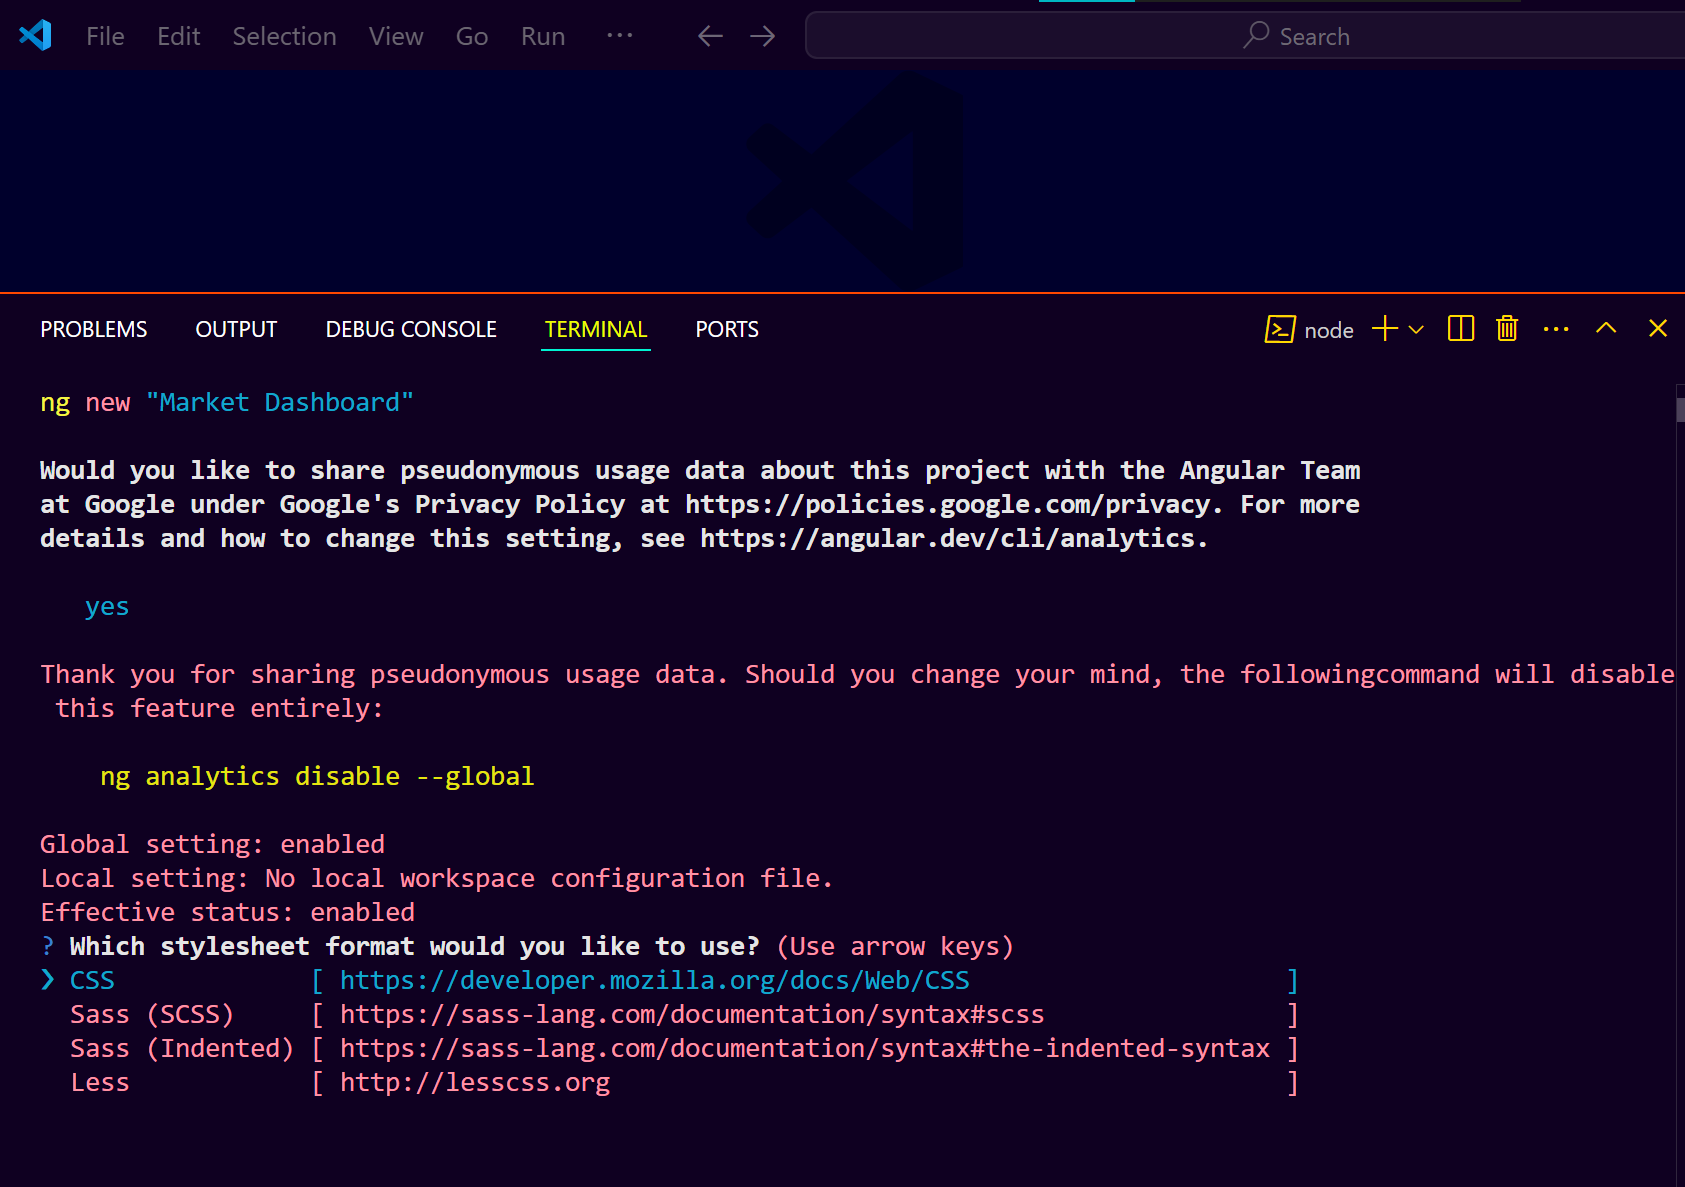 File Edit Selection View Go Run ··· Search
PROBLEMS OUTPUT DEBUG CONSOLE TERMINAL PORTS node
ng new "Market Dashboard"
Would you like to share pseudonymous usage data about this project with the Angular Team
at Google under Google's Privacy Policy at https://policies.google.com/privacy. For more
details and how to change this setting, see https://angular.dev/cli/analytics.
yes
Thank you for sharing pseudonymous usage data. Should you change your mind, the followingcommand will disable
this feature entirely:
ng analytics disable --global
Global setting: enabled
Local setting: No local workspace configuration file.
Effective status: enabled
? Which stylesheet format would you like to use? (Use arrow keys)
❯ CSS [ https://developer.mozilla.org/docs/Web/CSS ]
Sass (SCSS) [ https://sass-lang.com/documentation/syntax#scss ]
Sass (Indented) [ https://sass-lang.com/documentation/syntax#the-indented-syntax ]
Less [ http://lesscss.org ]